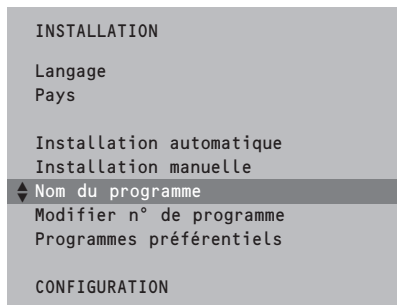 INSTALLATION
Langage
Pays
Installation automatique
Installation manuelle
Nom du programme
Modifier n° de programme
Programmes préférentiels
CONFIGURATION